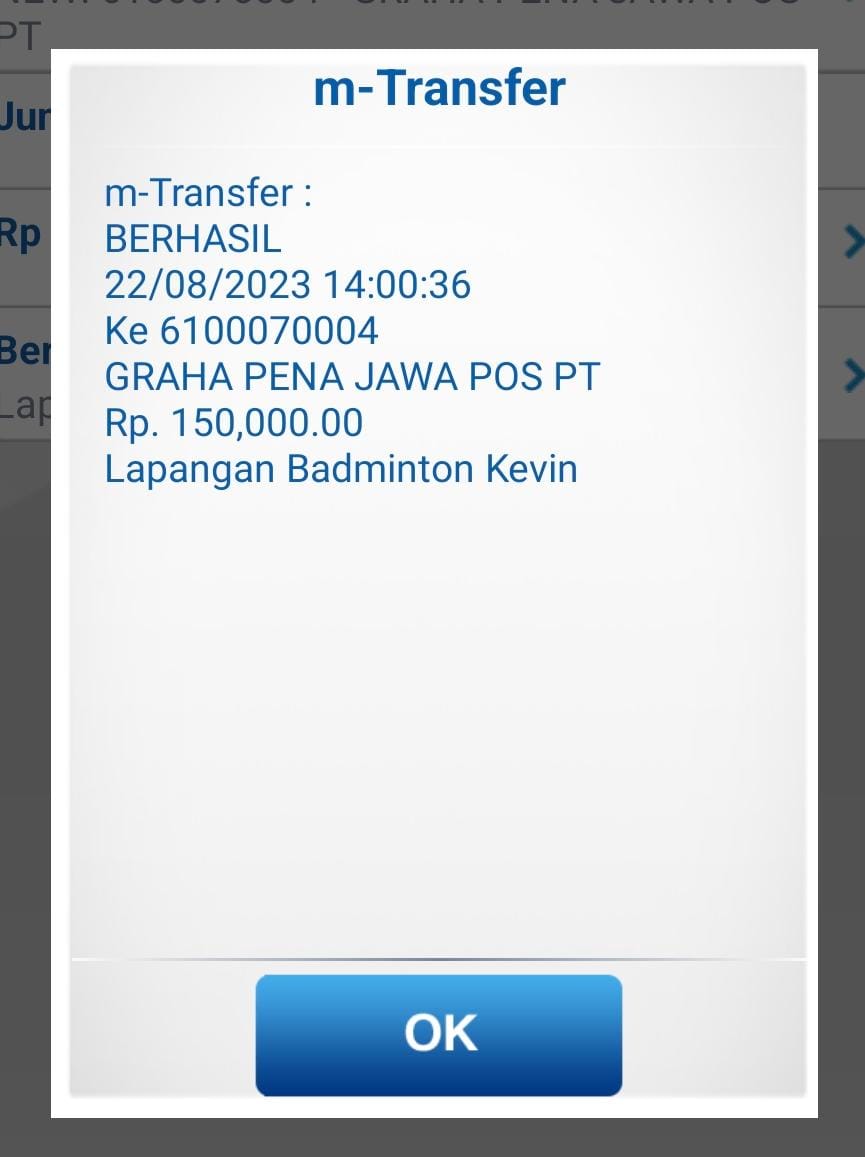 PT
m-Transfer
Jun
m-Transfer :
BERHASIL
Rp
22/08/2023 14:00:36
Ke 6100070004
Ber
GRAHA PENA JAWA POS PT
Lap
Rp. 150,000.00
Lapangan Badminton Kevin
OK